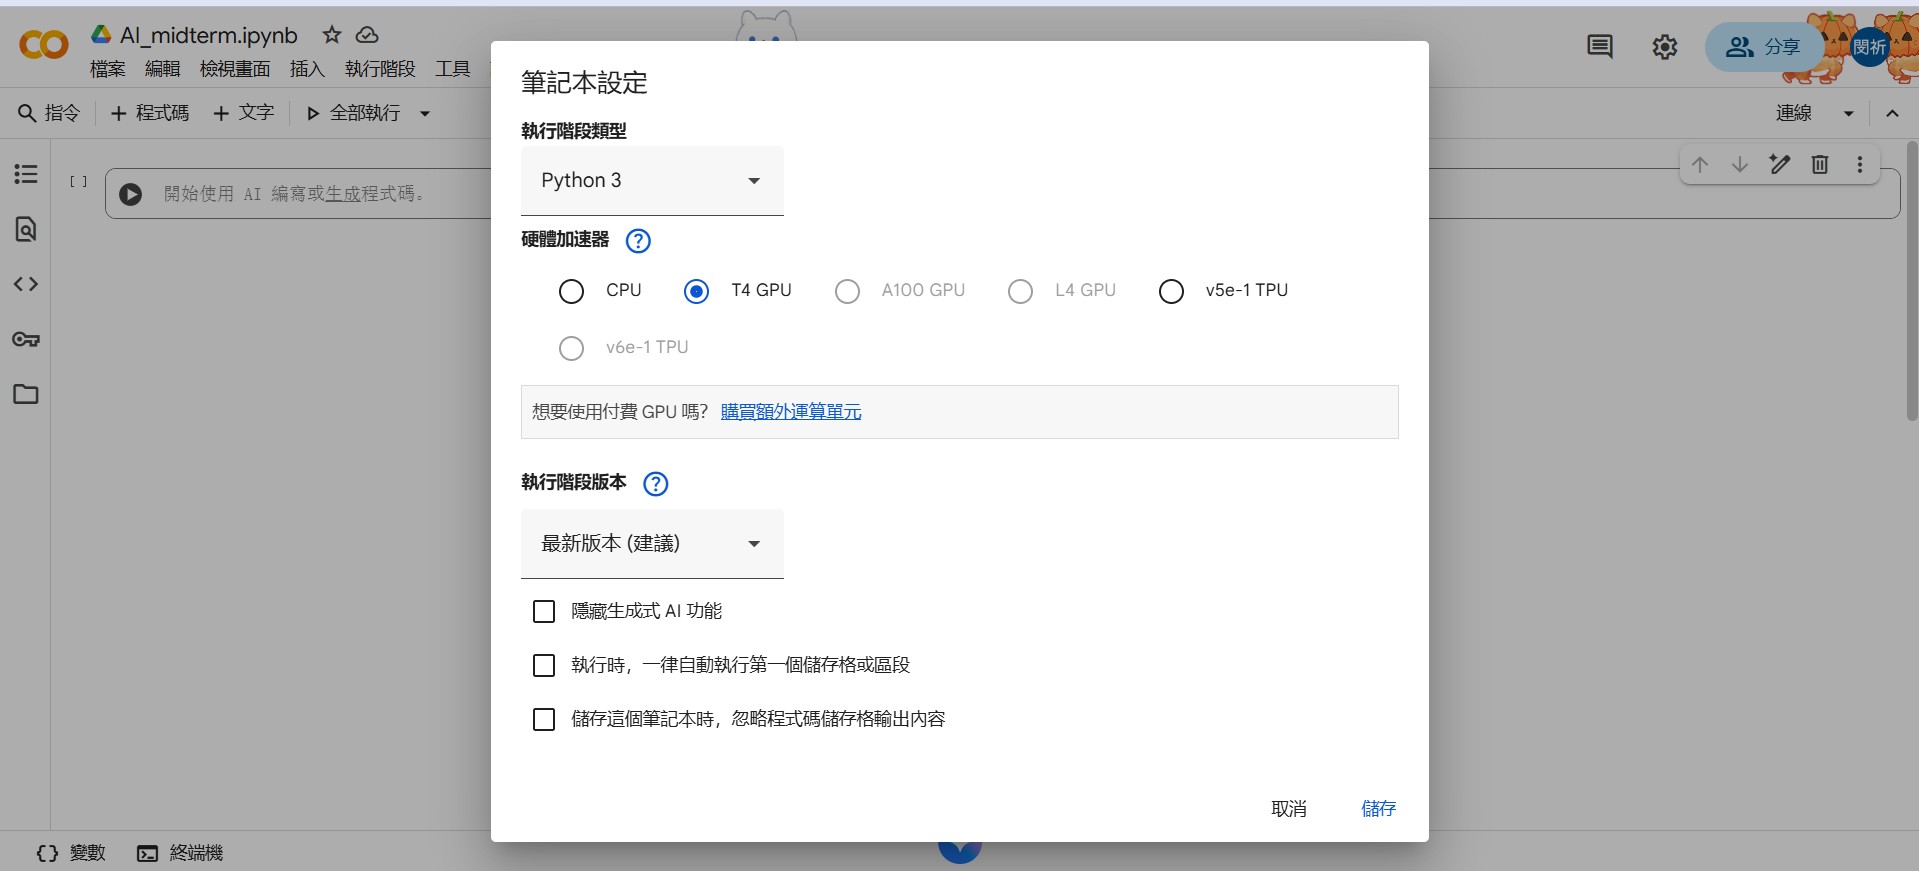 AI_midterm.ipynb
檔案 編輯 檢視畫面 插入 執行階段 工具
分享
閔祈
指令 + 程式碼 + 文字 全部執行
連線
[ ]
開始使用 AI 編寫或生成程式碼。
筆記本設定
執行階段類型
Python 3
硬體加速器 ?
CPU T4 GPU A100 GPU L4 GPU v5e-1 TPU
v6e-1 TPU
想要使用付費 GPU 嗎? 購買額外運算單元
執行階段版本 ?
最新版本 (建議)
隱藏生成式 AI 功能
執行時，一律自動執行第一個儲存格或區段
儲存這個筆記本時，忽略程式碼儲存格輸出內容
取消 儲存
變數 終端機